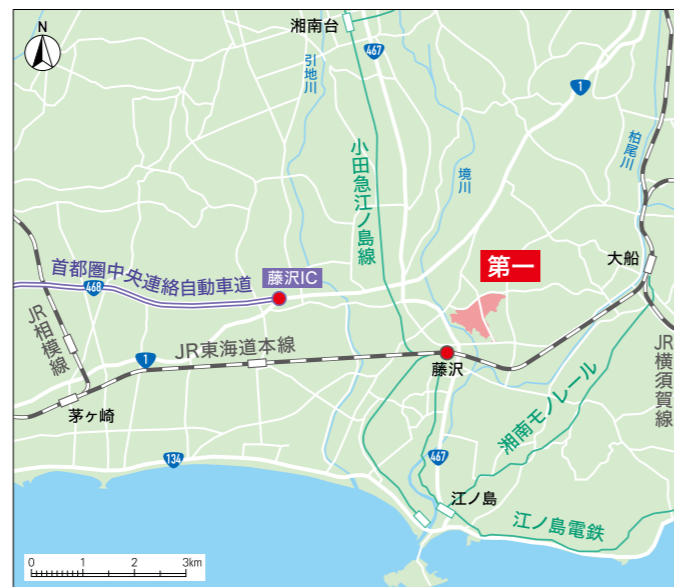 N
湘南台
467
1
引地川
柏尾川
小田急江ノ島線
境川
第一
大船
首都圏中央連絡自動車道
藤沢IC
468
JR相模線
1
JR東海道本線
藤沢
JR横須賀線
茅ヶ崎
湘南モノレール
134
467
江ノ島
江ノ島電鉄
0 1 2 3km